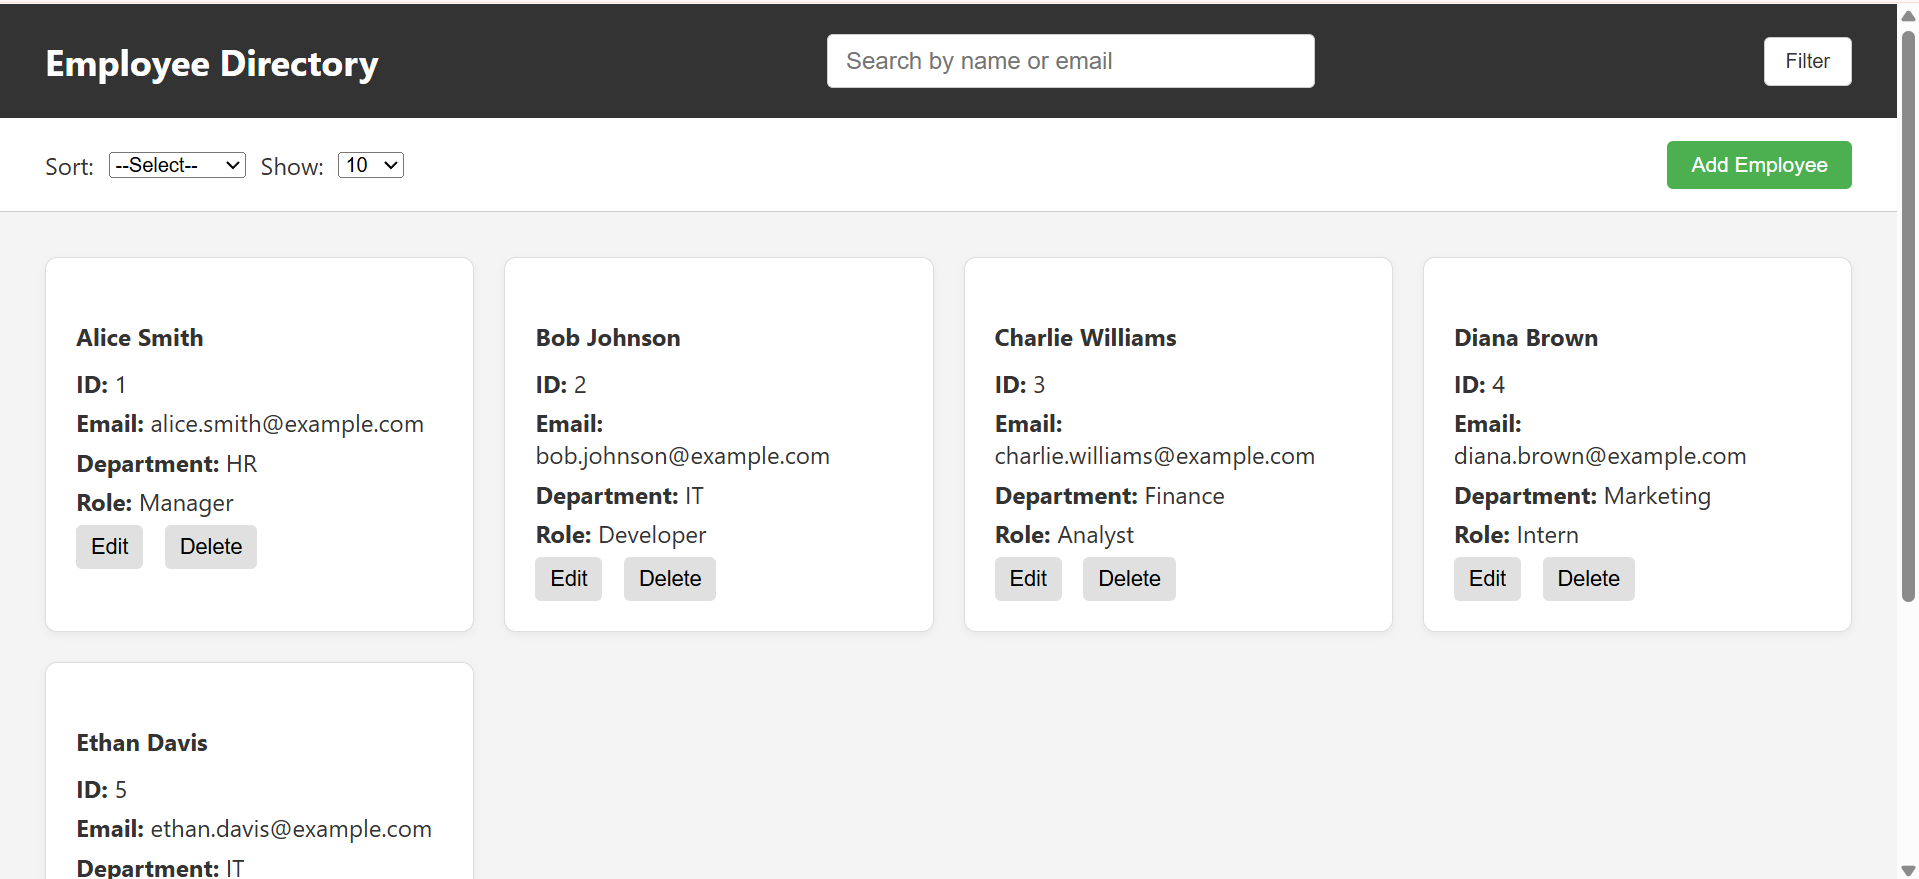 Employee Directory
Search by name or email
Filter
Sort: --Select-- Show: 10
Add Employee
Alice Smith
ID: 1
Email: alice.smith@example.com
Department: HR
Role: Manager
Edit Delete
Bob Johnson
ID: 2
Email:
bob.johnson@example.com
Department: IT
Role: Developer
Edit Delete
Charlie Williams
ID: 3
Email:
charlie.williams@example.com
Department: Finance
Role: Analyst
Edit Delete
Diana Brown
ID: 4
Email:
diana.brown@example.com
Department: Marketing
Role: Intern
Edit Delete
Ethan Davis
ID: 5
Email: ethan.davis@example.com
Department: IT